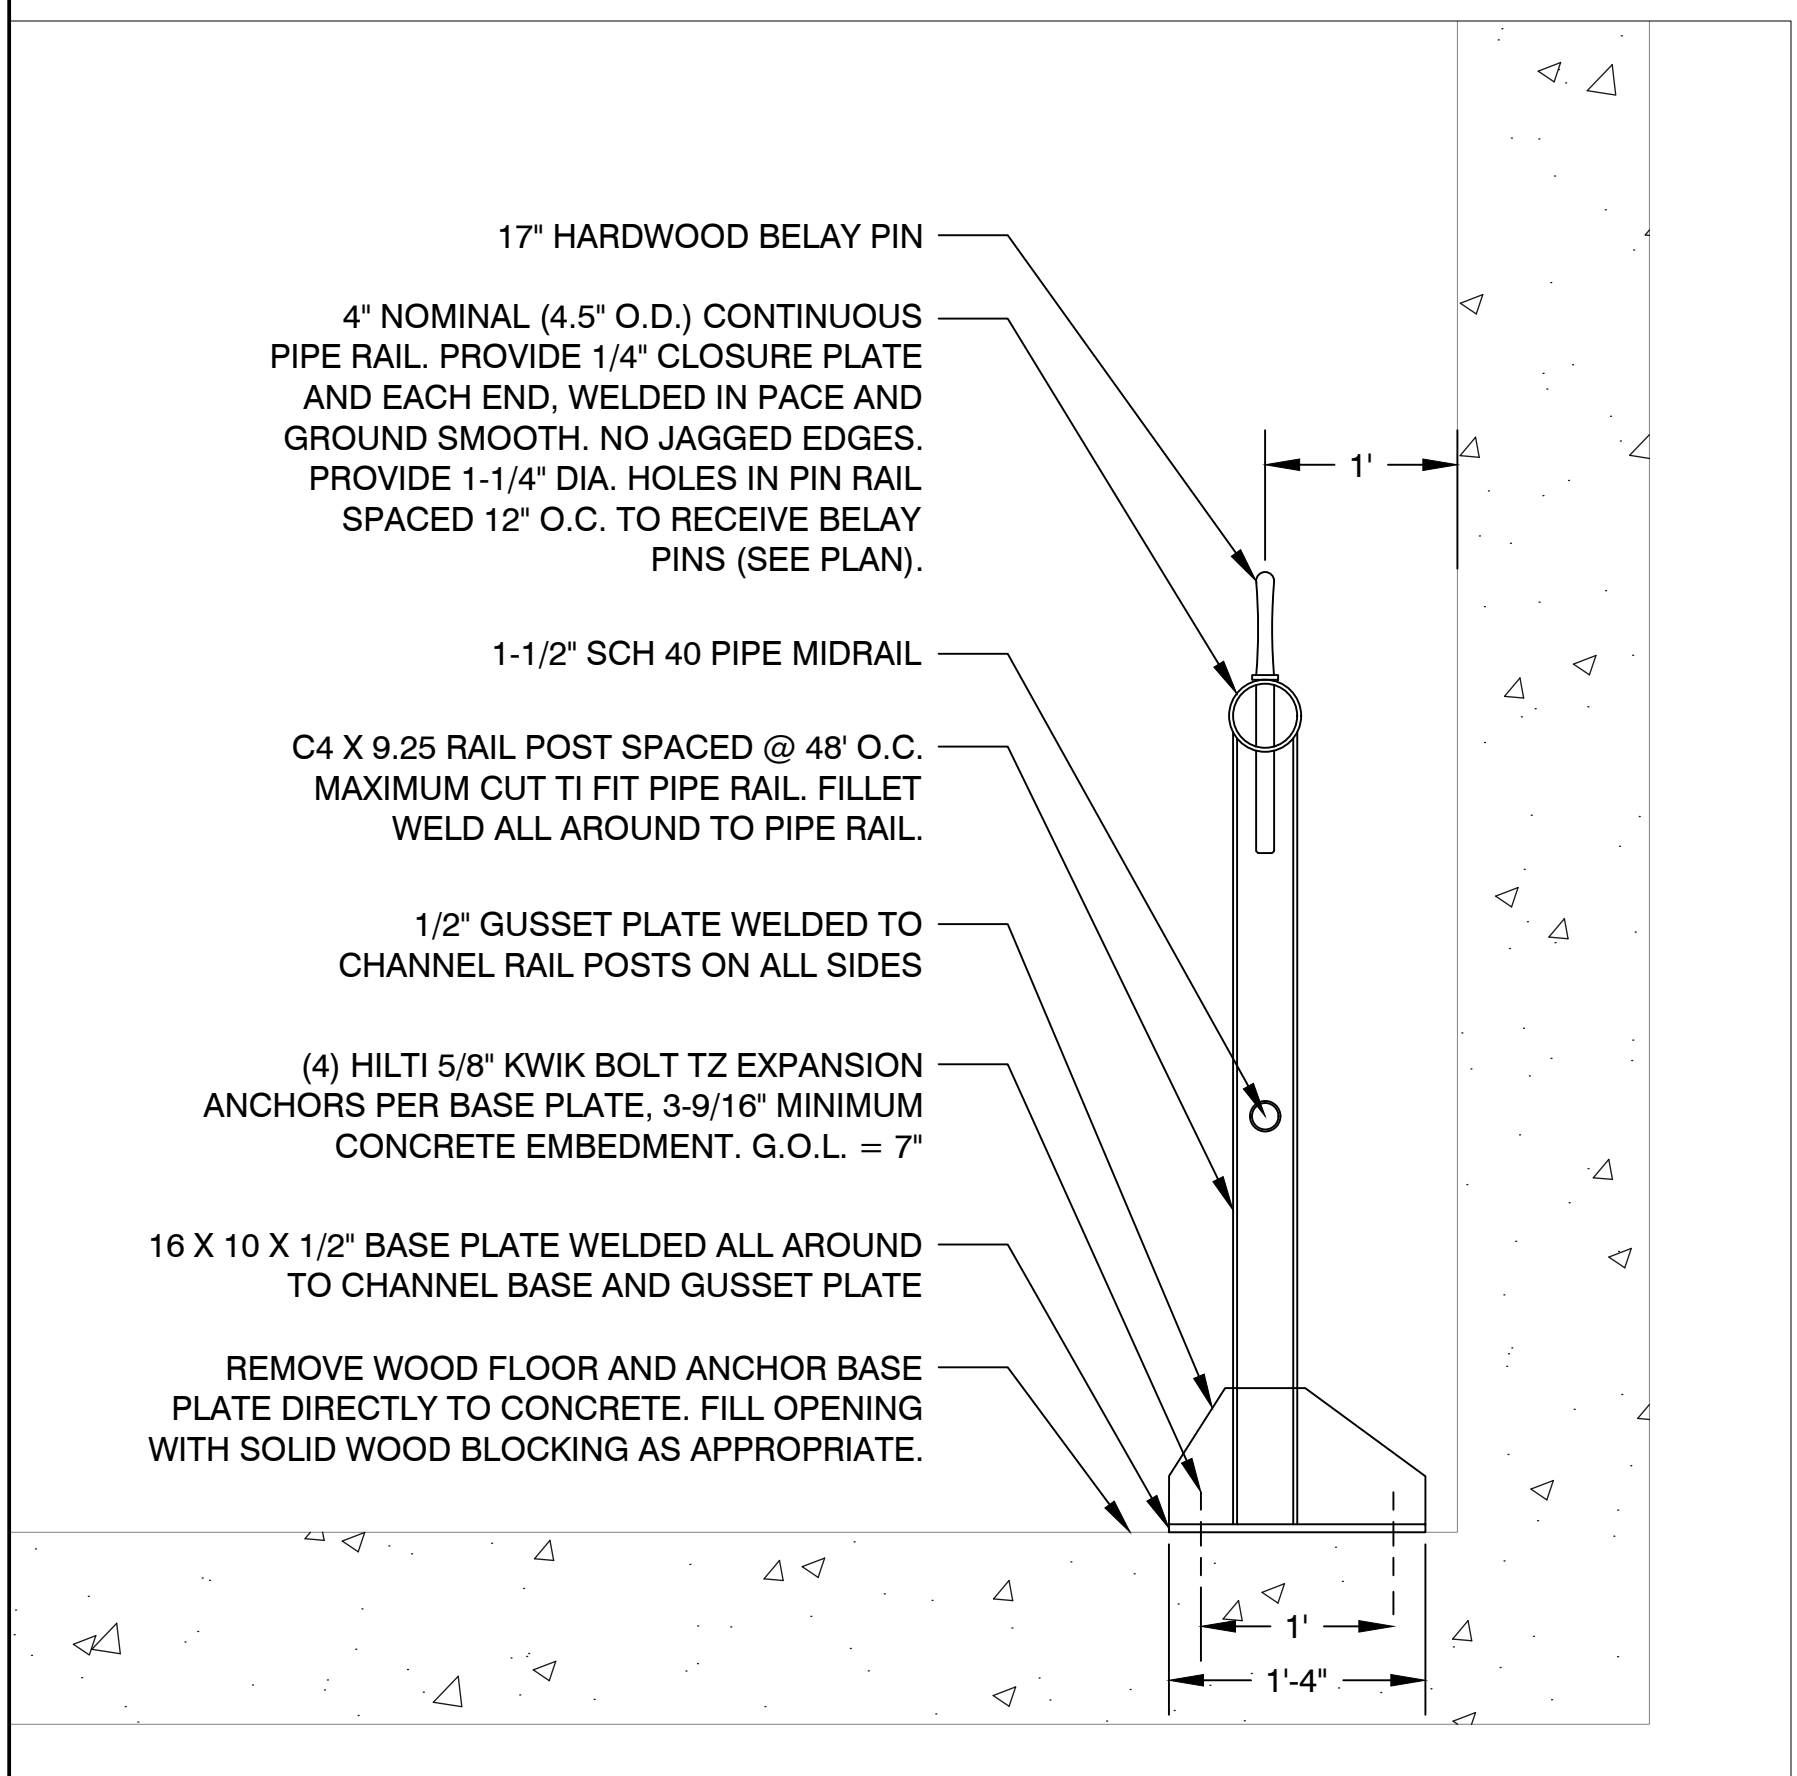 17" HARDWOOD BELAY PIN
4" NOMINAL (4.5" O.D.) CONTINUOUS
PIPE RAIL. PROVIDE 1/4" CLOSURE PLATE
AND EACH END, WELDED IN PACE AND
GROUND SMOOTH. NO JAGGED EDGES.
PROVIDE 1-1/4" DIA. HOLES IN PIN RAIL
SPACED 12" O.C. TO RECEIVE BELAY
PINS (SEE PLAN).
1'
1-1/2" SCH 40 PIPE MIDRAIL
C4 X 9.25 RAIL POST SPACED @ 48' O.C.
MAXIMUM CUT TI FIT PIPE RAIL. FILLET
WELD ALL AROUND TO PIPE RAIL.
1/2" GUSSET PLATE WELDED TO
CHANNEL RAIL POSTS ON ALL SIDES
(4) HILTI 5/8" KWIK BOLT TZ EXPANSION
ANCHORS PER BASE PLATE, 3-9/16" MINIMUM
CONCRETE EMBEDMENT. G.O.L. = 7"
16 X 10 X 1/2" BASE PLATE WELDED ALL AROUND
TO CHANNEL BASE AND GUSSET PLATE
REMOVE WOOD FLOOR AND ANCHOR BASE
PLATE DIRECTLY TO CONCRETE. FILL OPENING
WITH SOLID WOOD BLOCKING AS APPROPRIATE.
1'
1'-4"